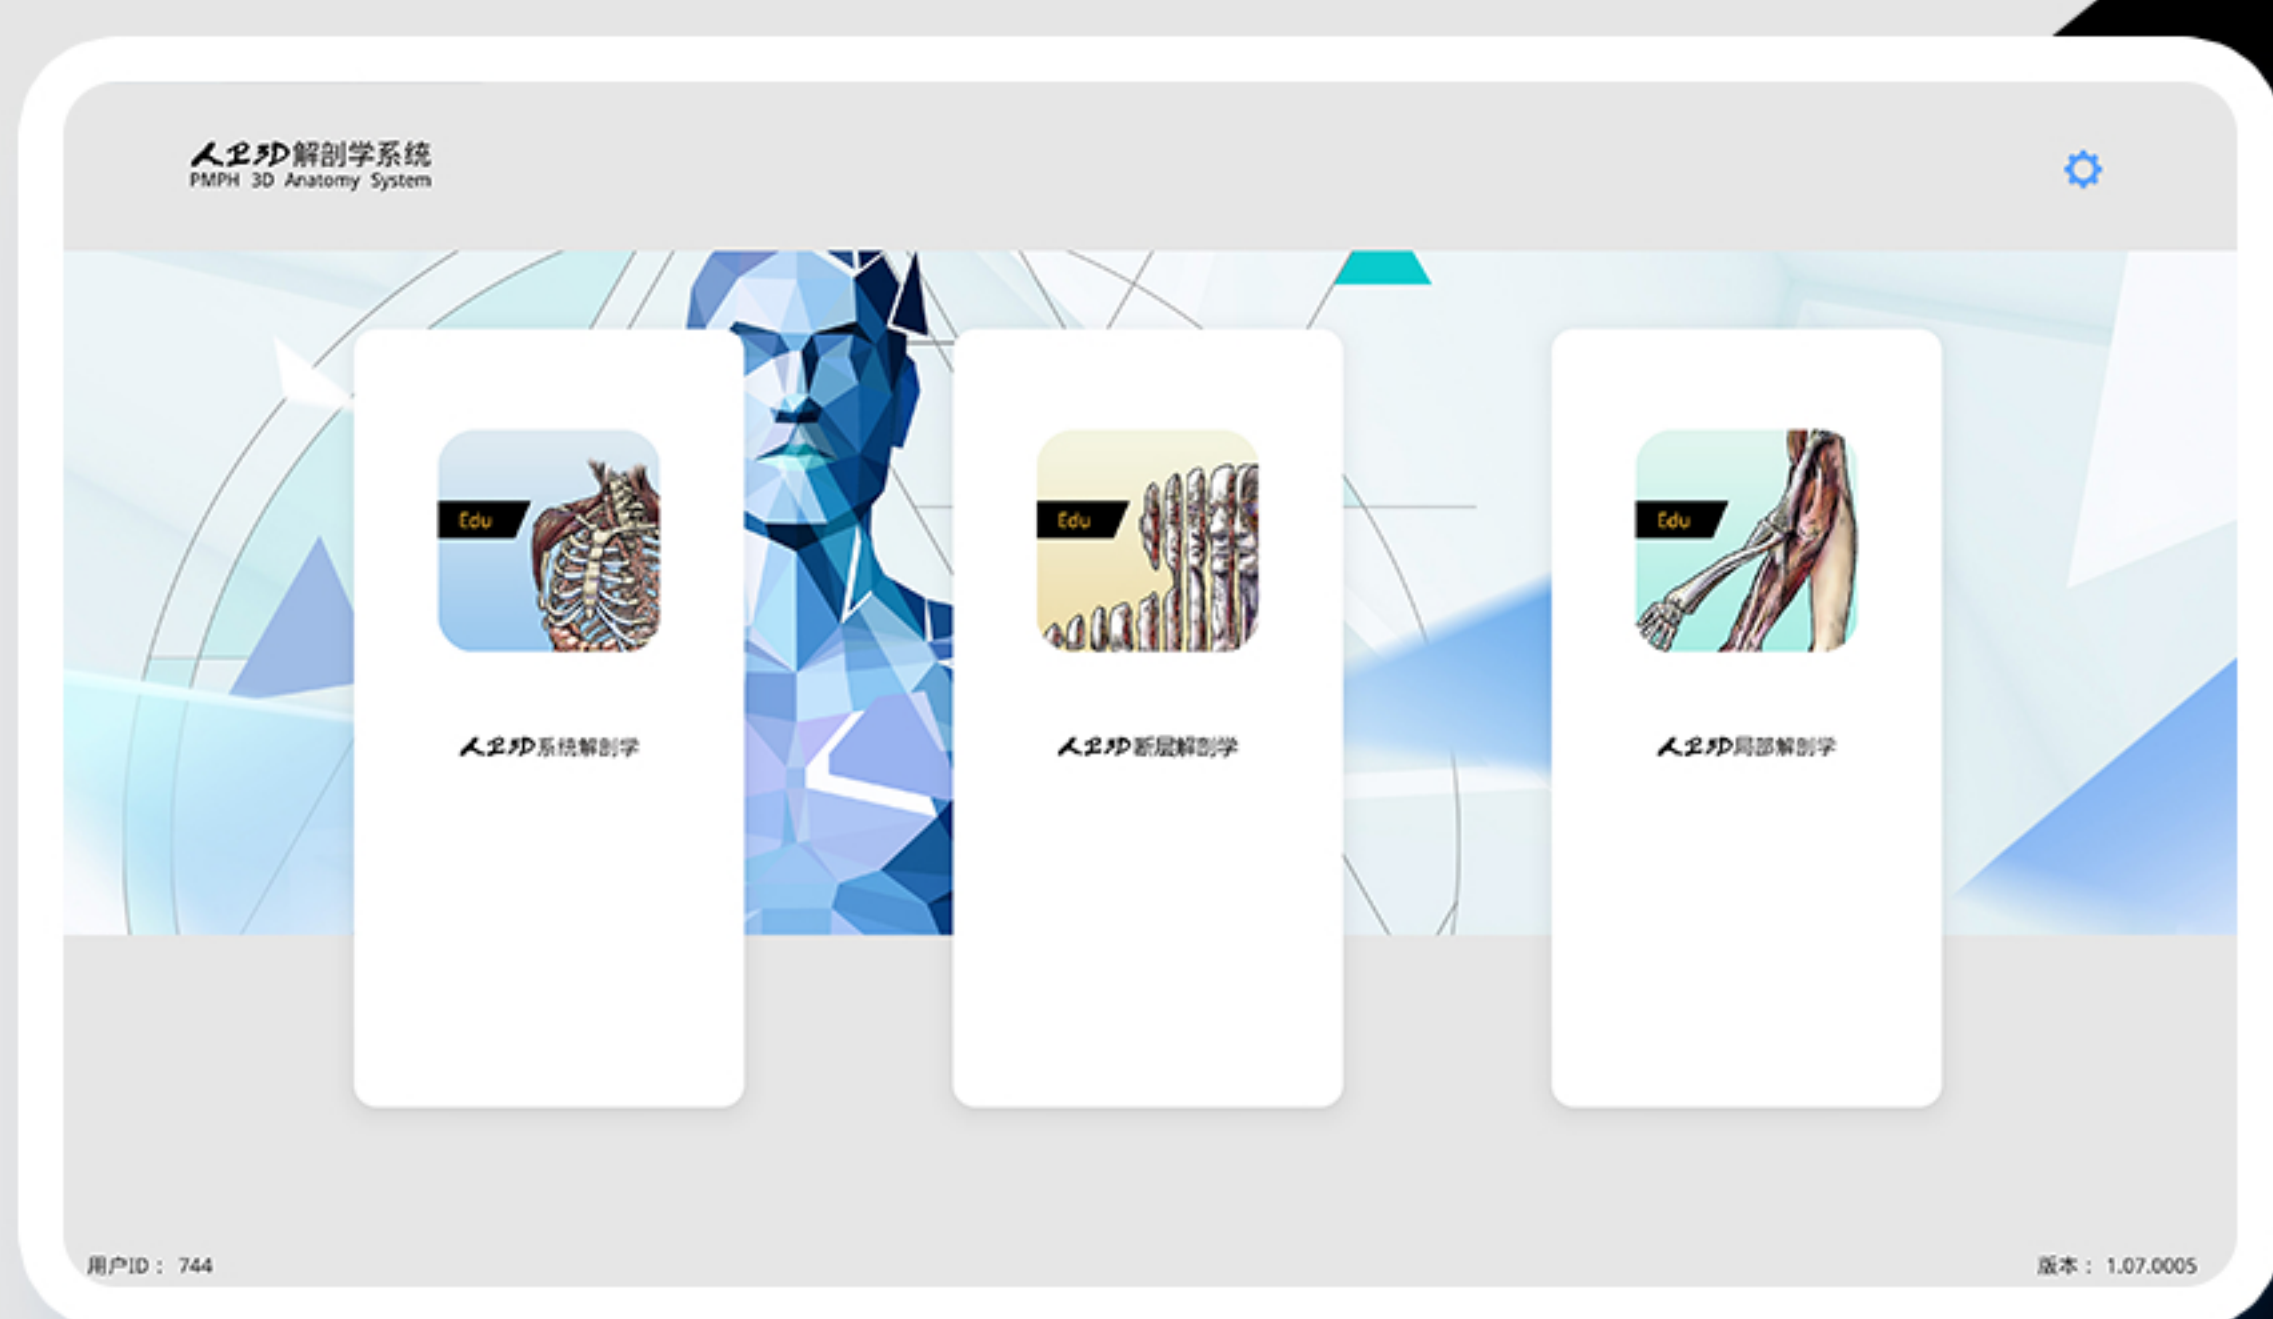 人卫3D解剖学系统
PMPH 3D Anatomy System
Edu
Edu
Edu
人卫3D系统解剖学
人卫3D断层解剖学
人卫3D局部解剖学
用户ID： 744
版本： 1.07.0005